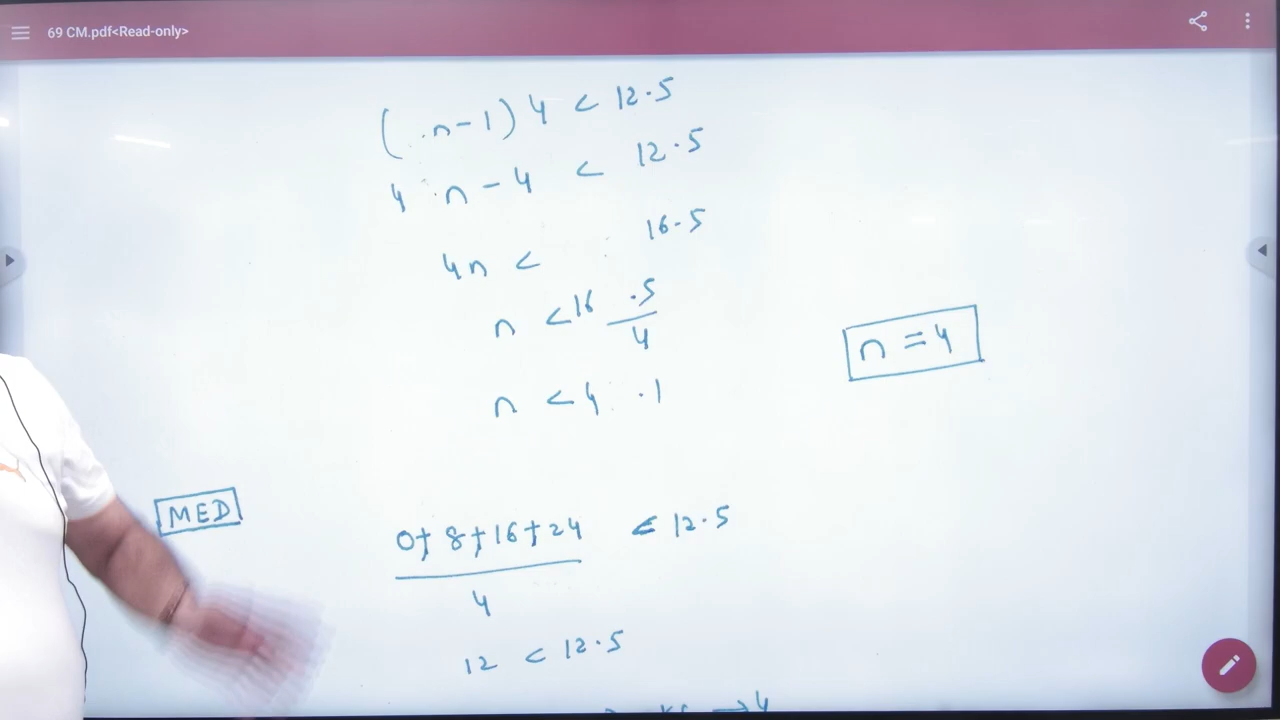 69 CM.pdf<Read-only>
(n-1) 4 < 12.5
4 n - 4 < 12.5
4n < 16.5
n < 16.5
4
n < 4.1
n = 4
MED
0+8+16+24 < 12.5
4
12 < 12.5